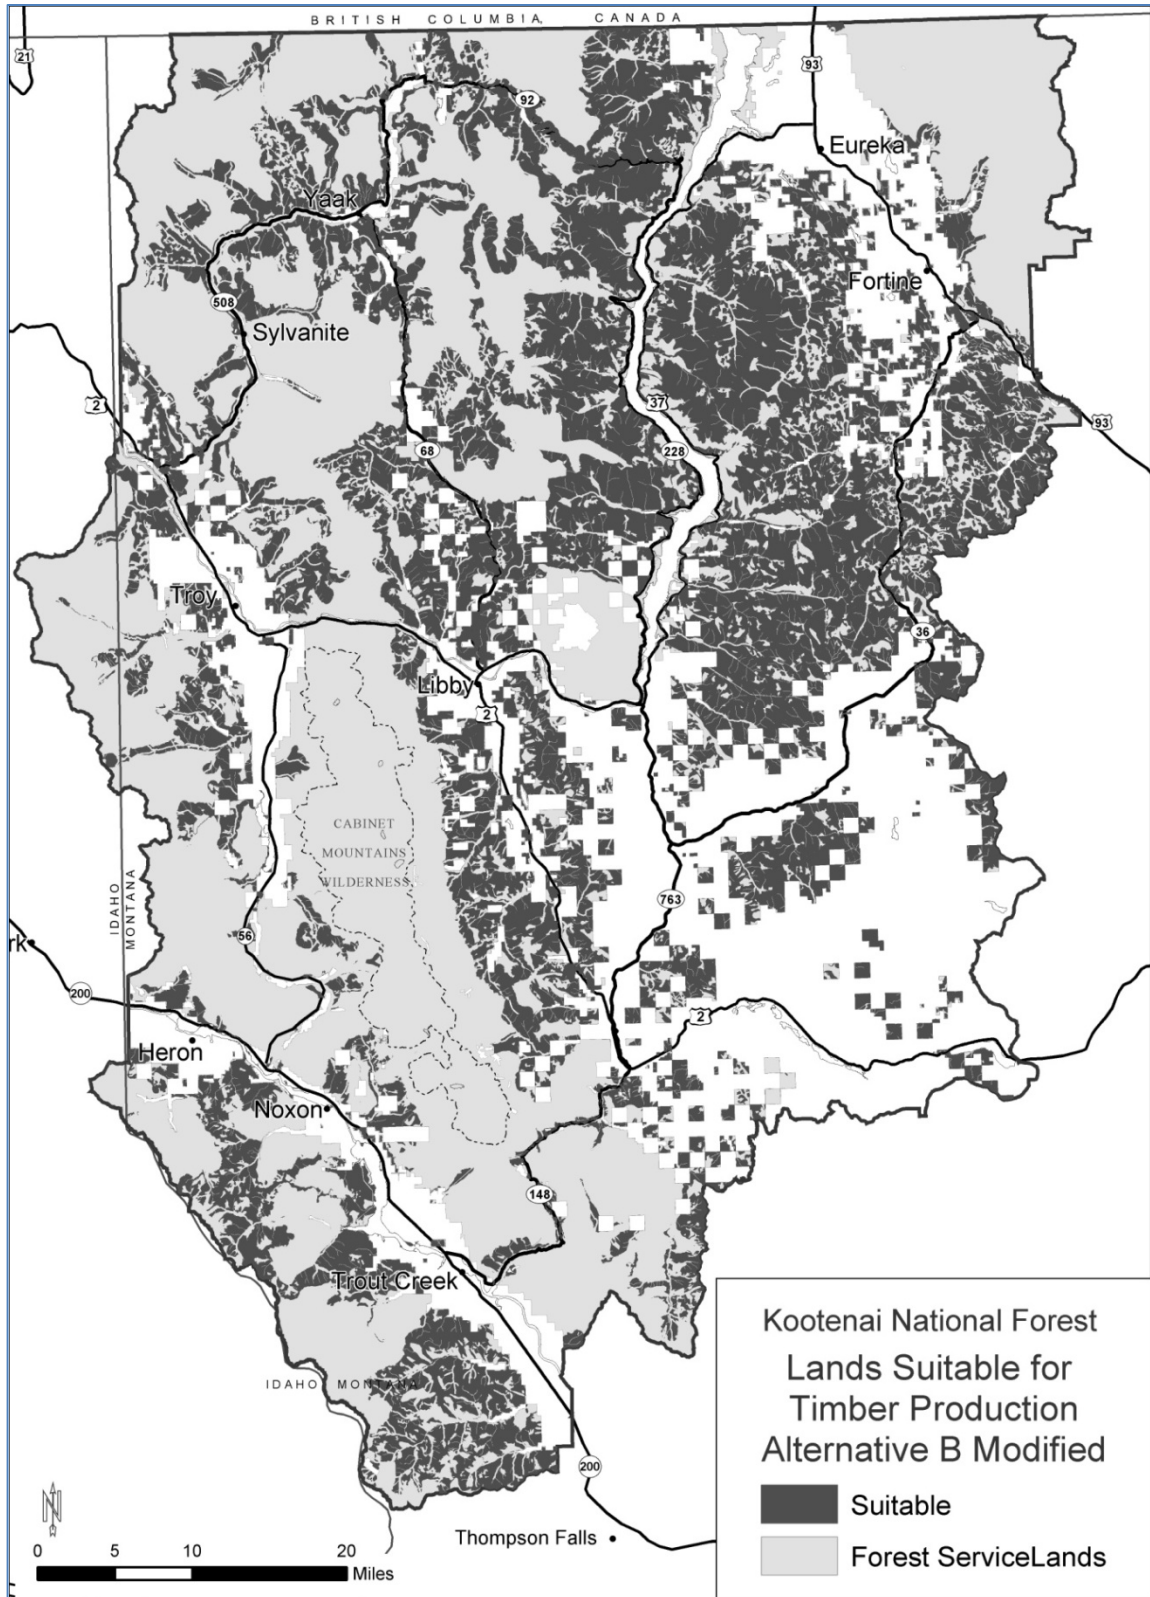 BRITISH COLUMBIA, CANADA
21
93
92
Eureka
Yaak
Fortine
508
Sylvanite
2
37
93
68
228
Troy
36
Libby
2
CABINET
MOUNTAINS
WILDERNESS
IDAHO
MONTANA
763
56
rk
200
2
Heron
Noxon
148
Trout Creek
IDAHO MONTANA
200
Thompson Falls
N
0 5 10 20
Miles
Kootenai National Forest
Lands Suitable for
Timber Production
Alternative B Modified
Suitable
Forest ServiceLands